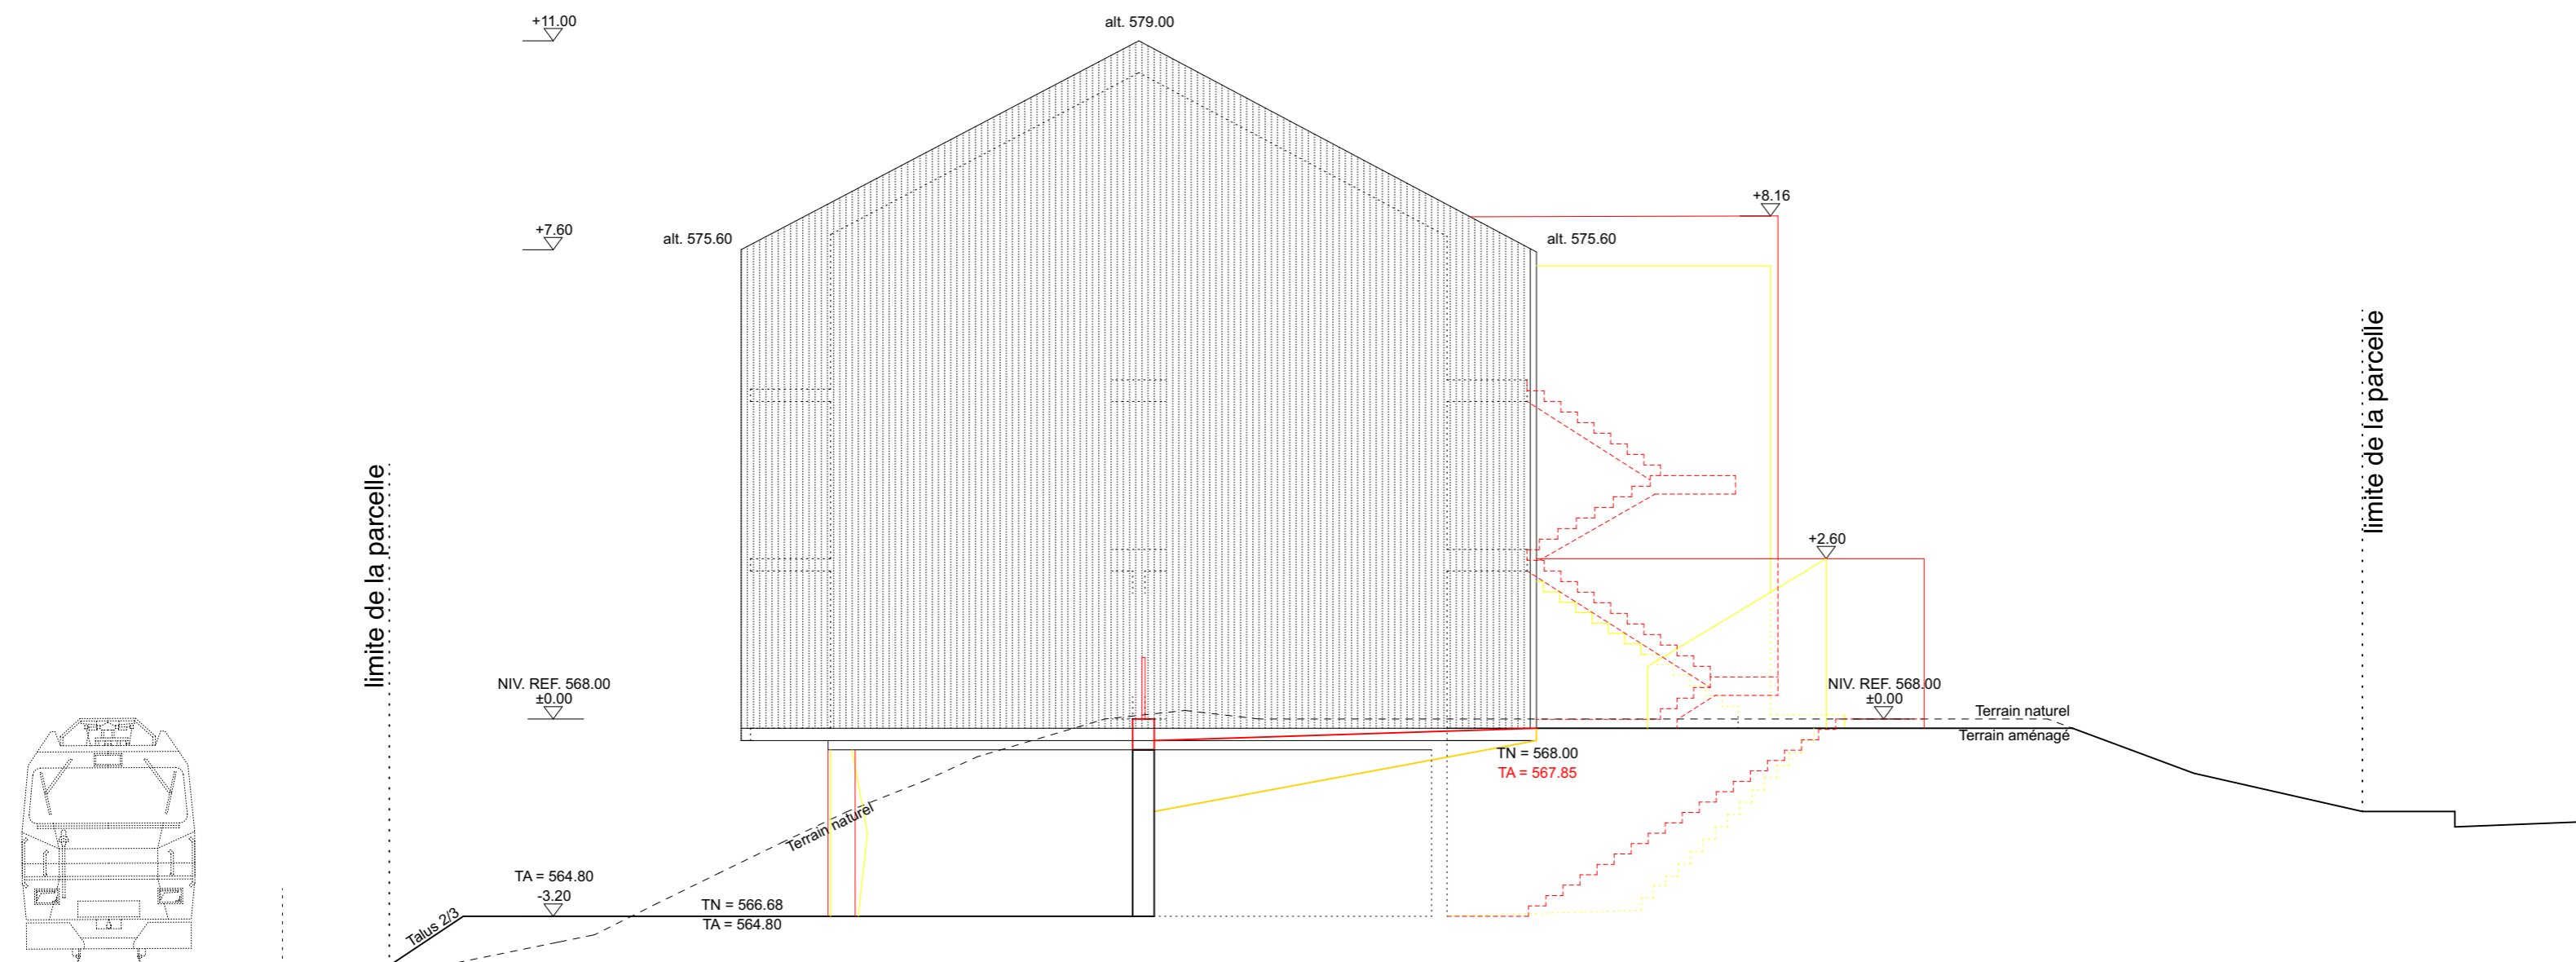 +11.00
alt. 579.00
+8.16
+7.60
alt. 575.60
alt. 575.60
limite de la parcelle
limite de la parcelle
+2.60
NIV. REF. 568.00
±0.00
NIV. REF. 568.00
±0.00
Terrain naturel
Terrain aménagé
TN = 568.00
TA = 567.85
Terrain naturel
TA = 564.80
-3.20
TN = 566.68
TA = 564.80
Talus 2/3